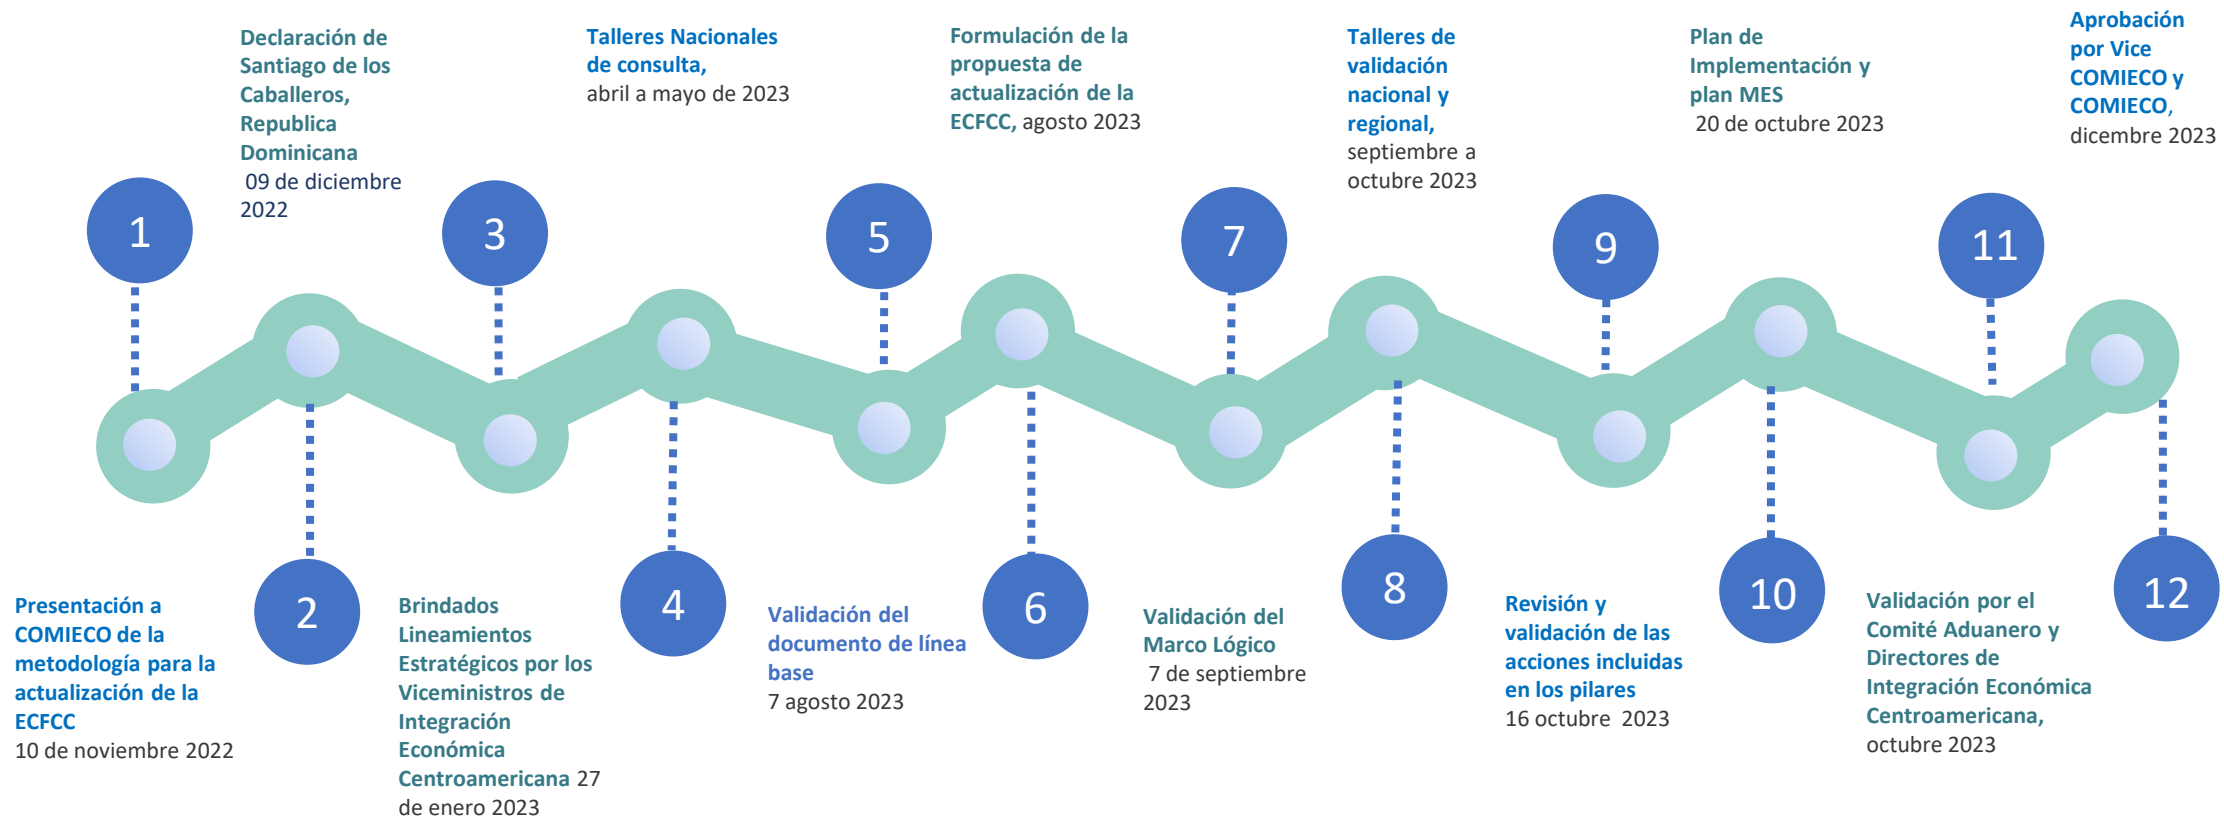 1
Presentación a
COMIECO de la
metodología para la
actualización de la
ECFCC
10 de noviembre 2022
Declaración de
Santiago de los
Caballeros,
Republica
Dominicana
09 de diciembre
2022
2
3
Brindados
Lineamientos
Estratégicos por los
Viceministros de
Integración
Económica
Centroamericana 27
de enero 2023
Talleres Nacionales
de consulta,
abril a mayo de 2023
4
5
Validación del
documento de línea
base
7 agosto 2023
Formulación de la
propuesta de
actualización de la
ECFCC, agosto 2023
6
7
Validación del
Marco Lógico
7 de septiembre
2023
Talleres de
validación
nacional y
regional,
septiembre a
octubre 2023
8
9
Revisión y
validación de las
acciones incluidas
en los pilares
16 octubre 2023
Plan de
Implementación y
plan MES
20 de octubre 2023
10
11
Validación por el
Comité Aduanero y
Directores de
Integración Económica
Centroamericana,
octubre 2023
Aprobación
por Vice
COMIECO y
COMIECO,
dicembre 2023
12